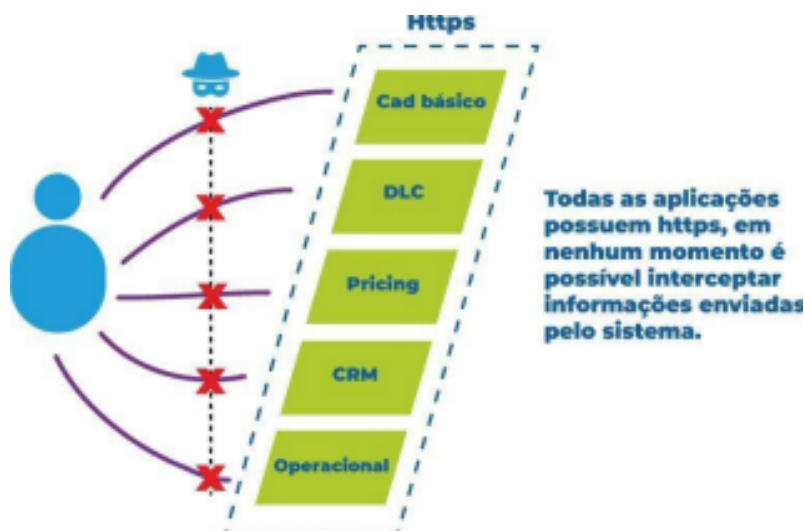 Https
Cad básico
DLC
Pricing
CRM
Operacional
Todas as aplicações
possuem https, em
nenhum momento é
possível interceptar
informações enviadas
pelo sistema.